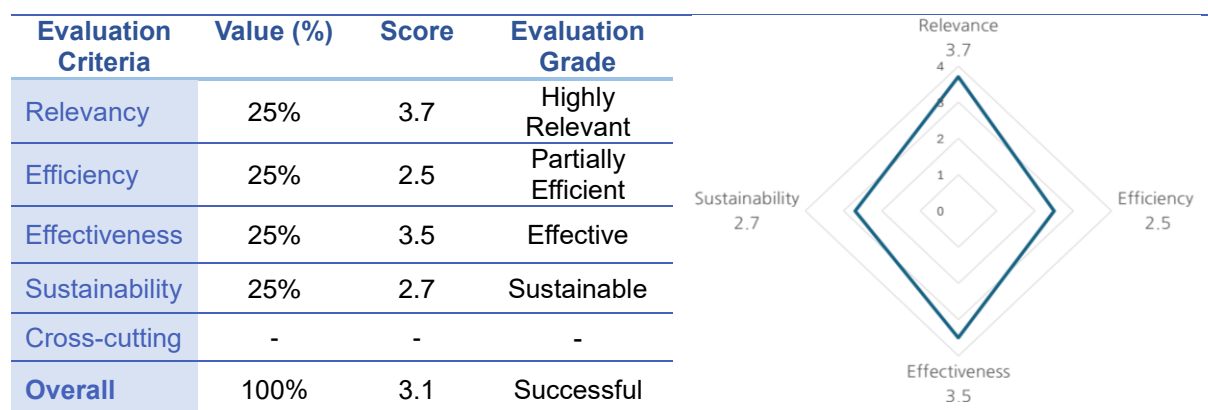 Evaluation Criteria Value (%) Score Evaluation Grade
Relevancy 25% 3.7 Highly Relevant
Efficiency 25% 2.5 Partially Efficient
Effectiveness 25% 3.5 Effective
Sustainability 25% 2.7 Sustainable
Cross-cutting - - -
Overall 100% 3.1 Successful
Relevance
3.7
4
3
2
1
0
Sustainability
2.7
Efficiency
2.5
Effectiveness
3.5